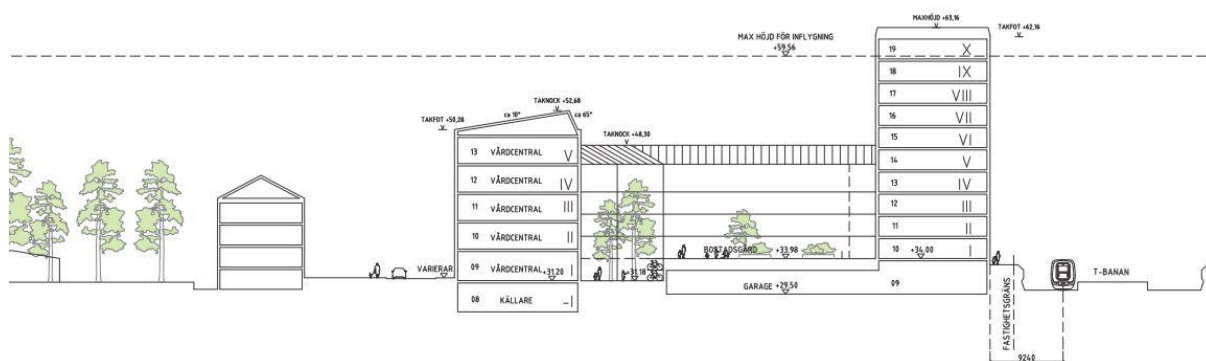 MAXHÖJD +63,16
TAKFOT +62,16
MAX HÖJD FÖR INFLYGNING
+59,56
19 X
18 IX
17 VIII
16 VII
15 VI
14 V
13 IV
12 III
11 II
10 +34,00 I
09
TAKNOCK +52,68
ca 10°
ca 65°
TAKFOT +50,28
TAKNOCK +48,30
13 VÅRDCENTRAL V
12 VÅRDCENTRAL IV
11 VÅRDCENTRAL III
10 VÅRDCENTRAL II
09 VÅRDCENTRAL +31,20 I
08 KÄLLARE -I
VARIERAR
+31,18
BOSTADSGÅRD +33,98
GARAGE +29,50
FASTIGHETSGRÄNS
T-BANAN
9240